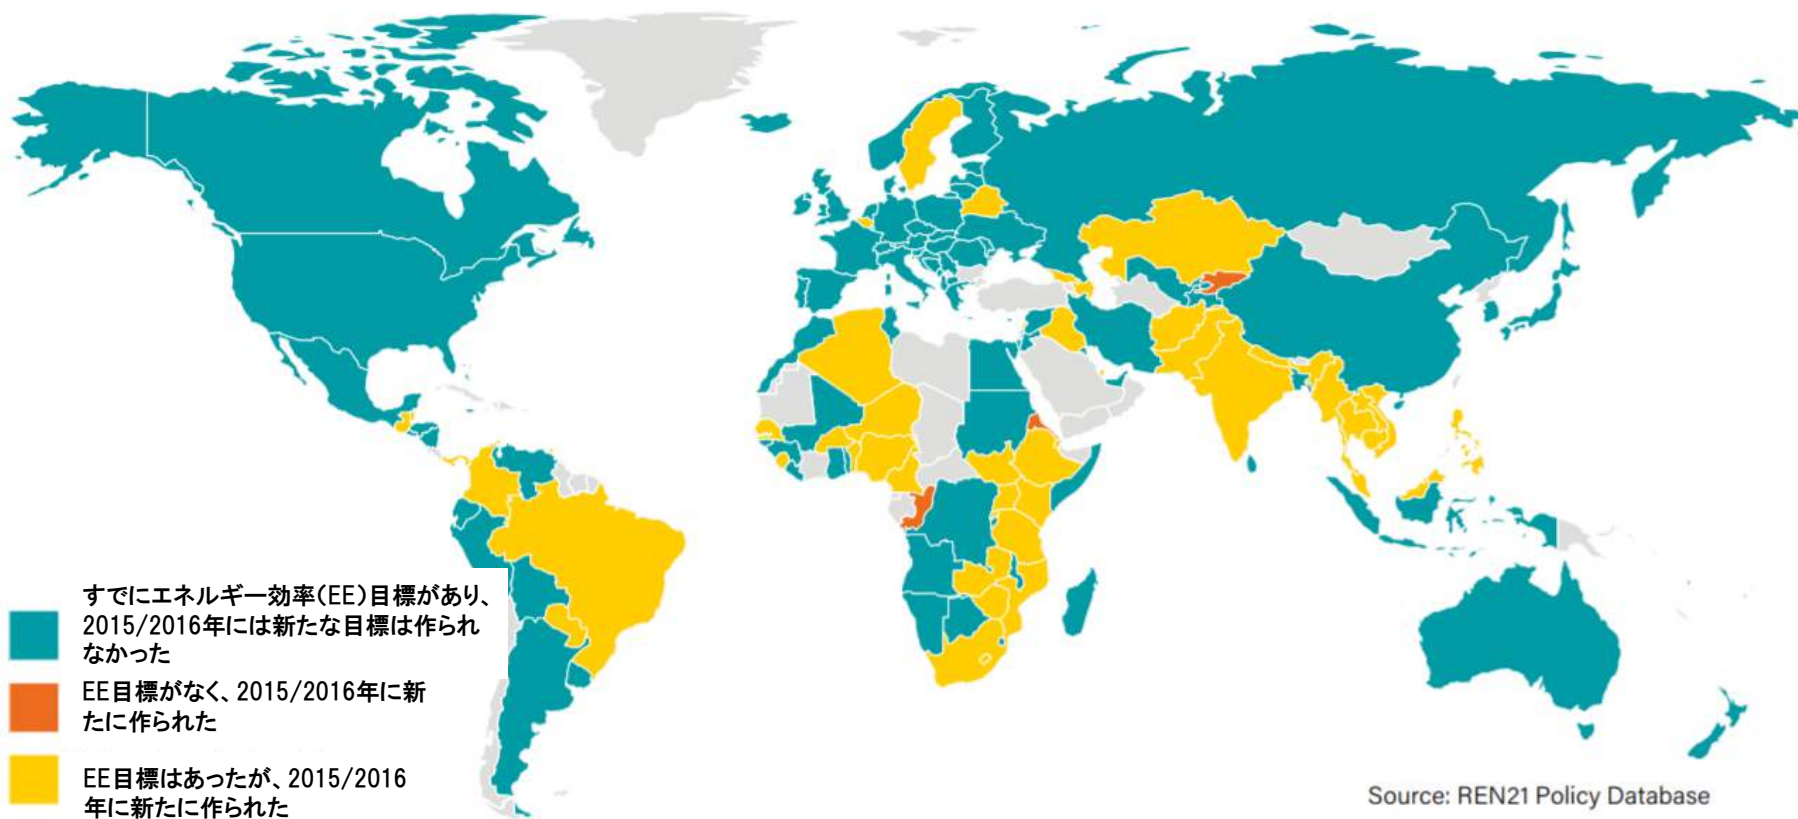 すでにエネルギー効率(EE)目標があり、
2015/2016年には新たな目標は作られ
なかった
EE目標がなく、2015/2016年に新
たに作られた
EE目標はあったが、2015/2016
年に新たに作られた
Source: REN21 Policy Database